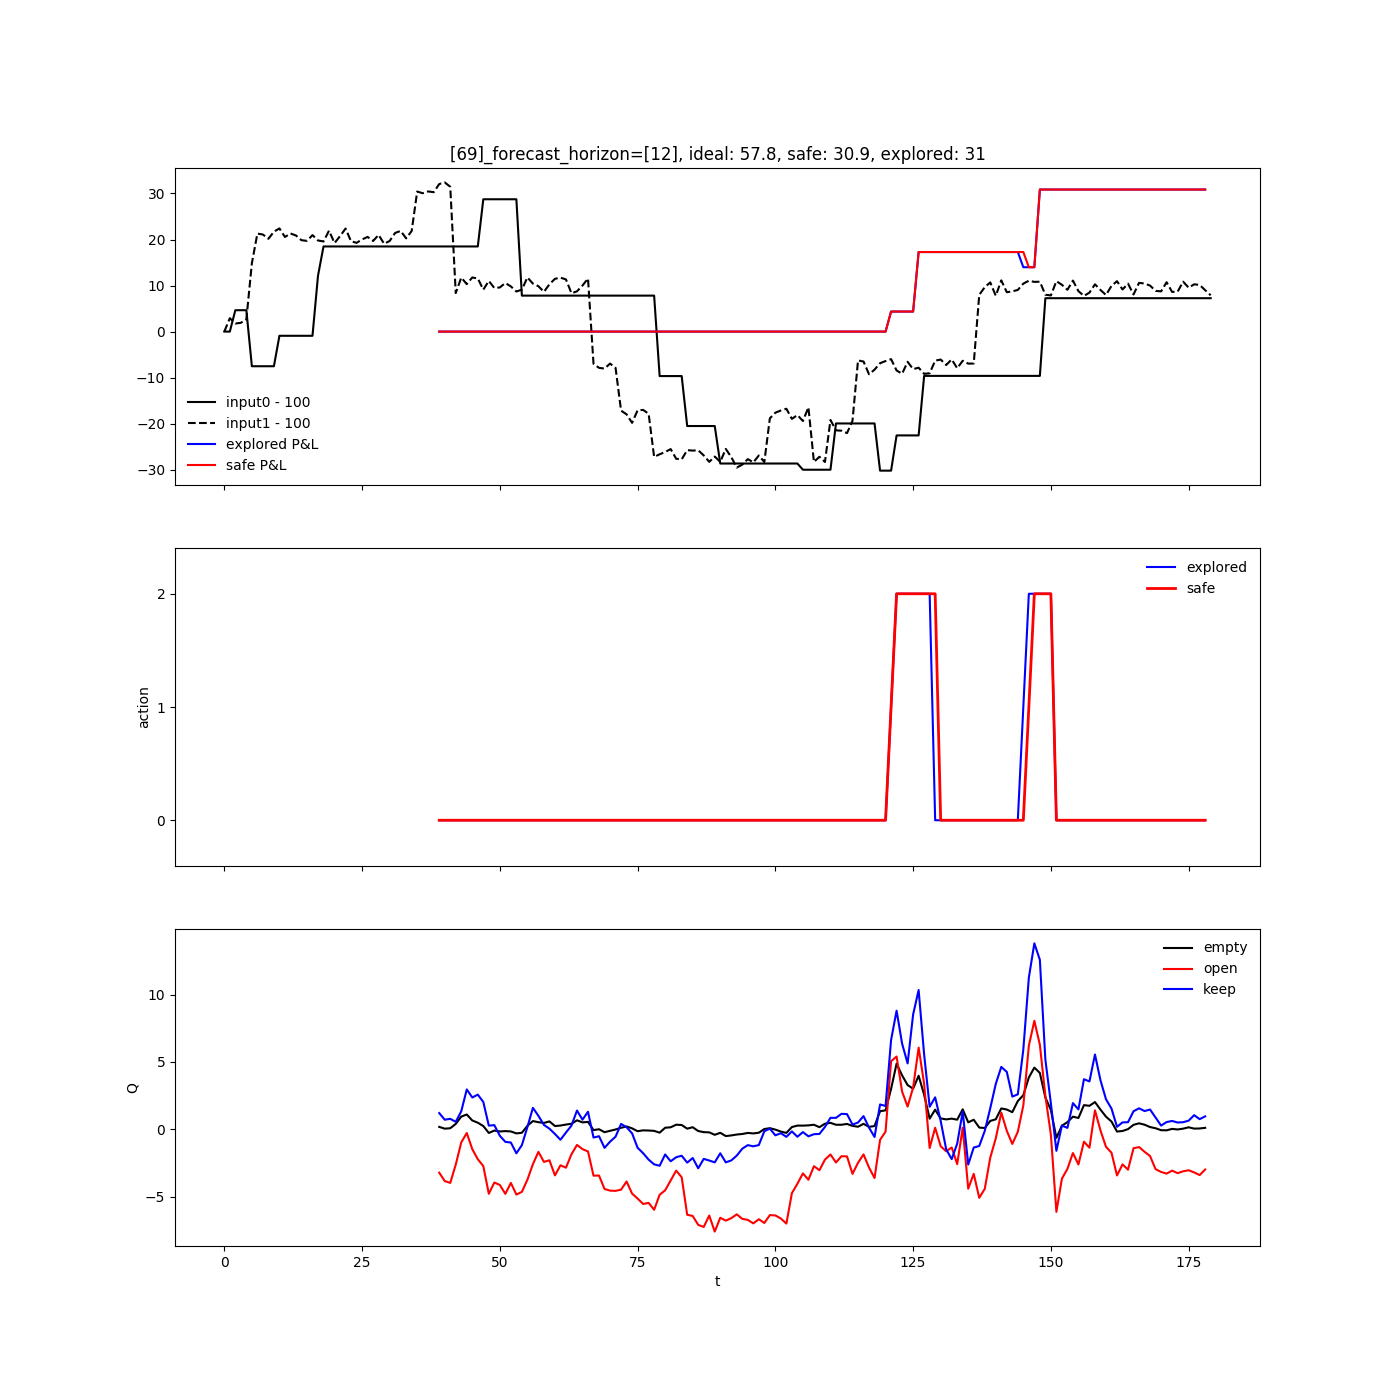 [69]_forecast_horizon=[12], ideal: 57.8, safe: 30.9, explored: 31
30
20
10
0
−10
−20
−30
input0 - 100
input1 - 100
explored P&L
safe P&L
2
1
0
action
explored
safe
10
5
0
−5
Q
empty
open
keep
0 25 50 75 100 125 150 175
t